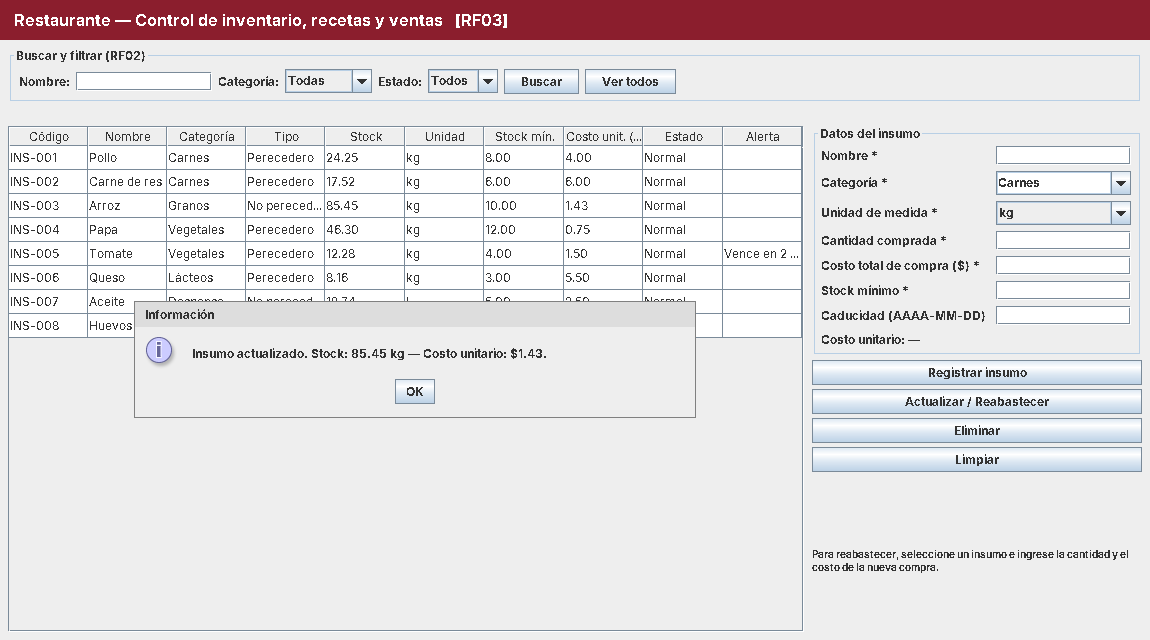 Restaurante — Control de inventario, recetas y ventas [RF03]
Buscar y filtrar (RF02)
Nombre: Categoría: Todas Estado: Todos Buscar Ver todos
Código Nombre Categoría Tipo Stock Unidad Stock mín. Costo unit. (... Estado Alerta
INS-001 Pollo Carnes Perecedero 24.25 kg 8.00 4.00 Normal
INS-002 Carne de res Carnes Perecedero 17.52 kg 6.00 6.00 Normal
INS-003 Arroz Granos No pereced... 85.45 kg 10.00 1.43 Normal
INS-004 Papa Vegetales Perecedero 46.30 kg 12.00 0.75 Normal
INS-005 Tomate Vegetales Perecedero 12.28 kg 4.00 1.50 Normal Vence en 2 ...
INS-006 Queso Lácteos Perecedero 8.16 kg 3.00 5.50 Normal
INS-007 Aceite Normal
INS-008 Huevos
Información
Insumo actualizado. Stock: 85.45 kg — Costo unitario: $1.43.
OK
Datos del insumo
Nombre *
Categoría * Carnes
Unidad de medida * kg
Cantidad comprada *
Costo total de compra ($) *
Stock mínimo *
Caducidad (AAAA-MM-DD)
Costo unitario: —
Registrar insumo
Actualizar / Reabastecer
Eliminar
Limpiar
Para reabastecer, seleccione un insumo e ingrese la cantidad y el
costo de la nueva compra.